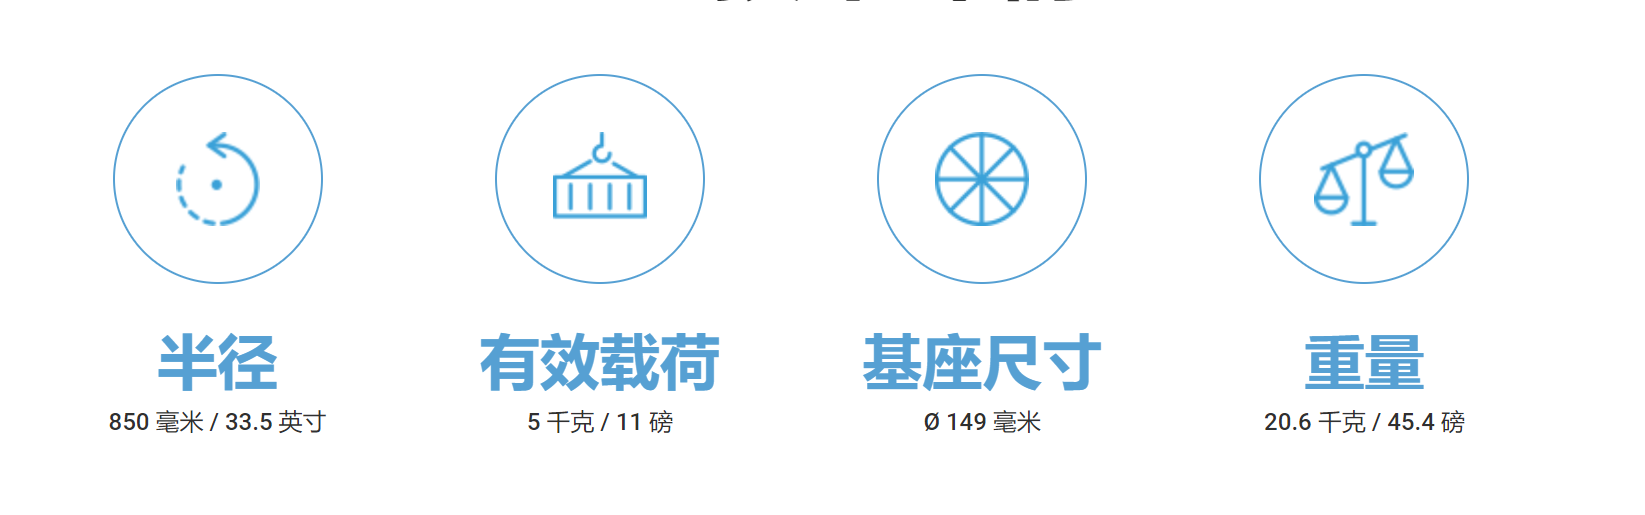 半径
850 毫米 / 33.5 英寸
有效载荷
5 千克 / 11 磅
基座尺寸
Ø 149 毫米
重量
20.6 千克 / 45.4 磅